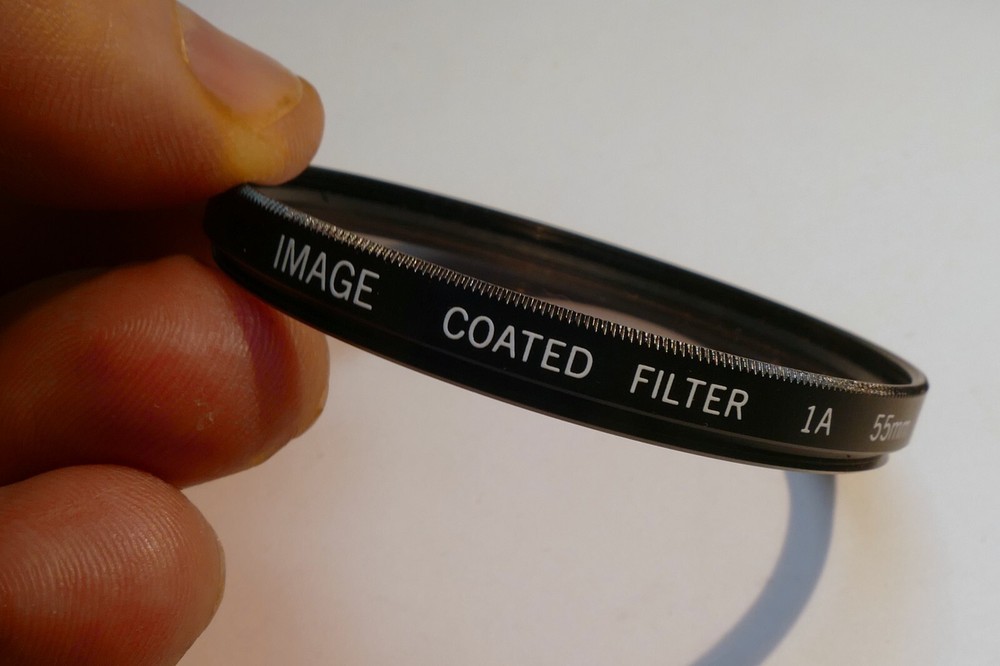 IMAGE COATED FILTER 1A 55mm